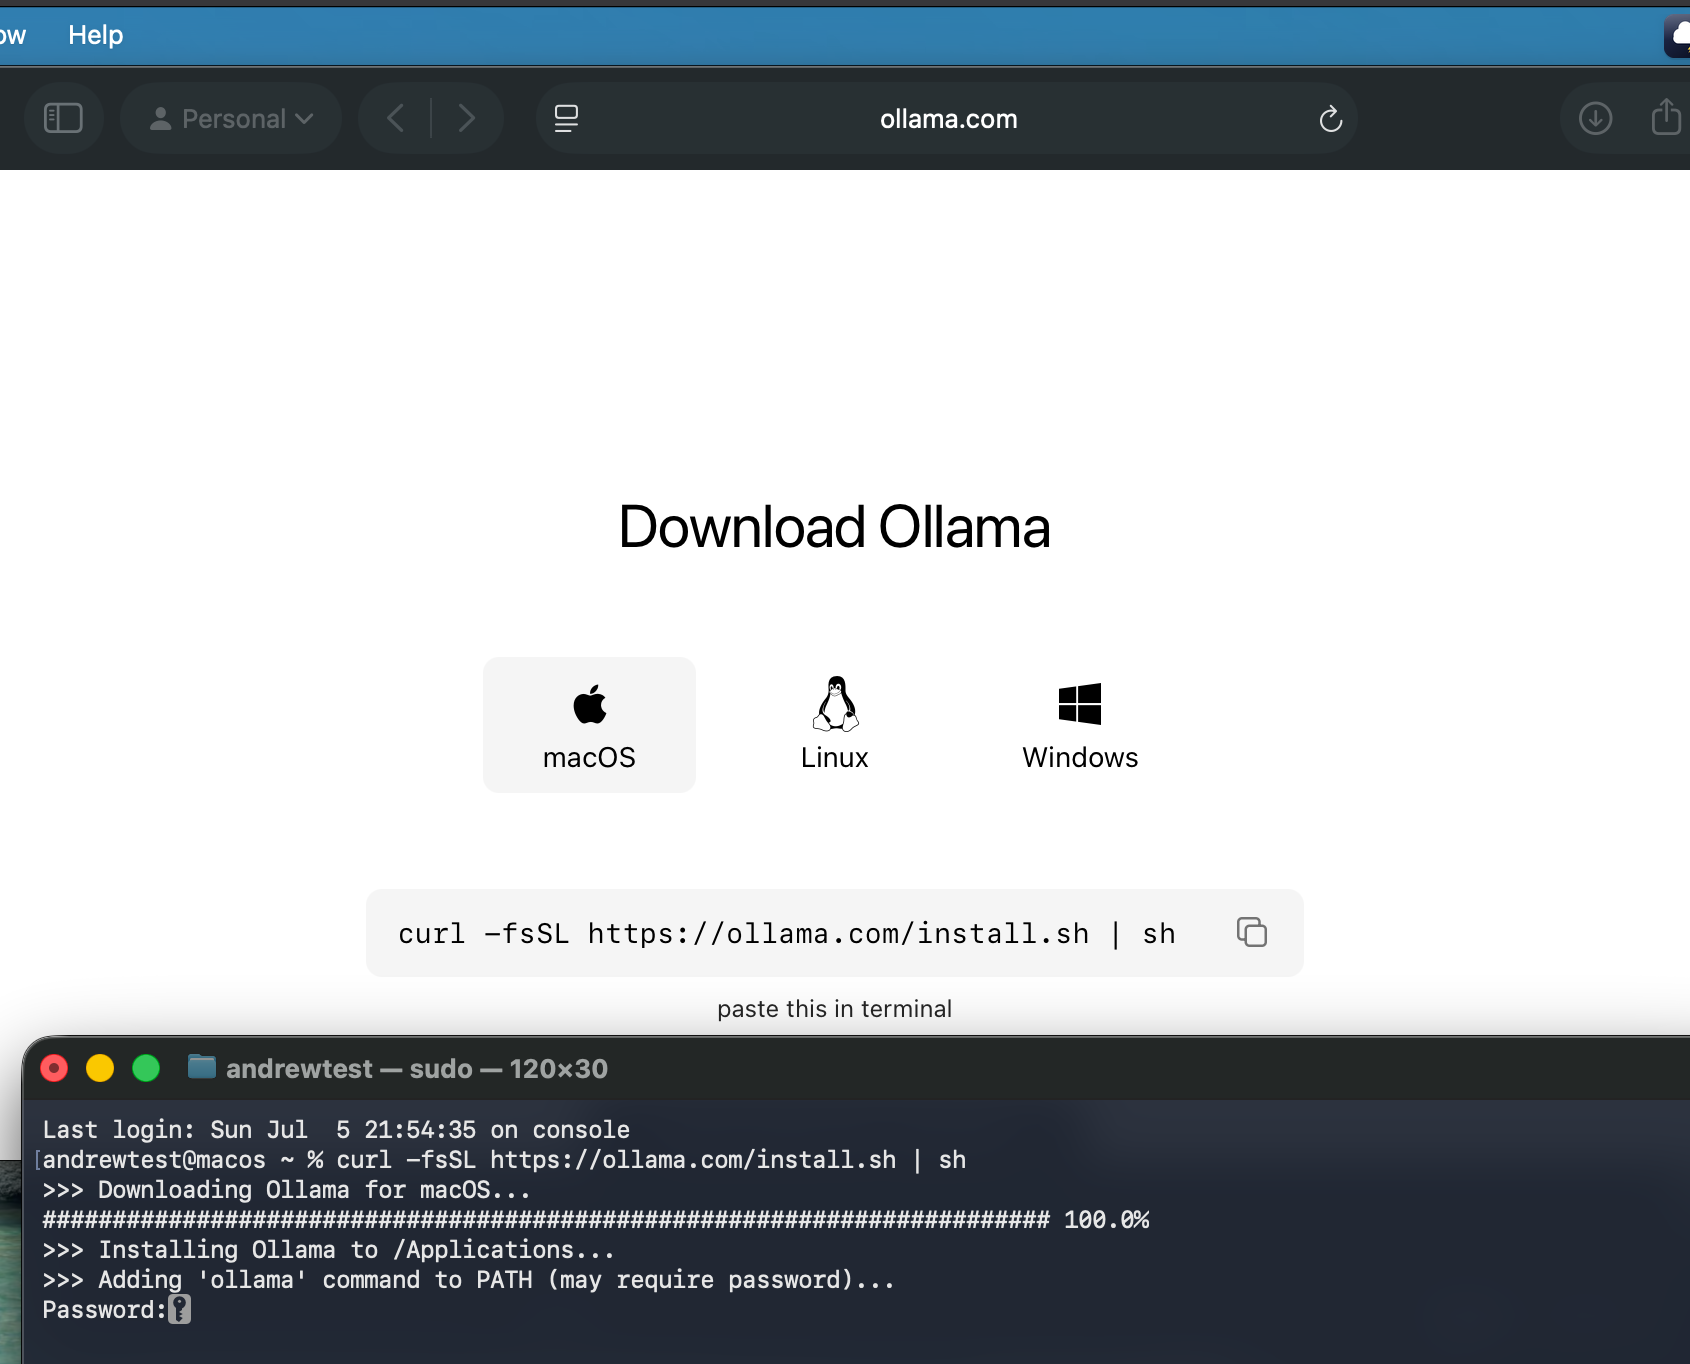 Help
Personal
ollama.com
Download Ollama
macOS
Linux
Windows
curl -fsSL https://ollama.com/install.sh | sh
paste this in terminal
andrewtest — sudo — 120×30
Last login: Sun Jul  5 21:54:35 on console
andrewtest@macos ~ % curl -fsSL https://ollama.com/install.sh | sh
>>> Downloading Ollama for macOS...
######################################################################## 100.0%
>>> Installing Ollama to /Applications...
>>> Adding 'ollama' command to PATH (may require password)...
Password: